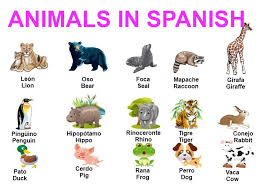 ANIMALS IN SPANISH
León Oso Foca Mapache Girafa
Lion Bear Seal Raccoon Giraffe
Pinguino Hipopótamo Rinoceronte Tigre Conejo
Penguin Hippo Rhino Tiger Rabbit
Pato Cerdo Rana Perro Vaca
Duck Pig Frog Dog Cow